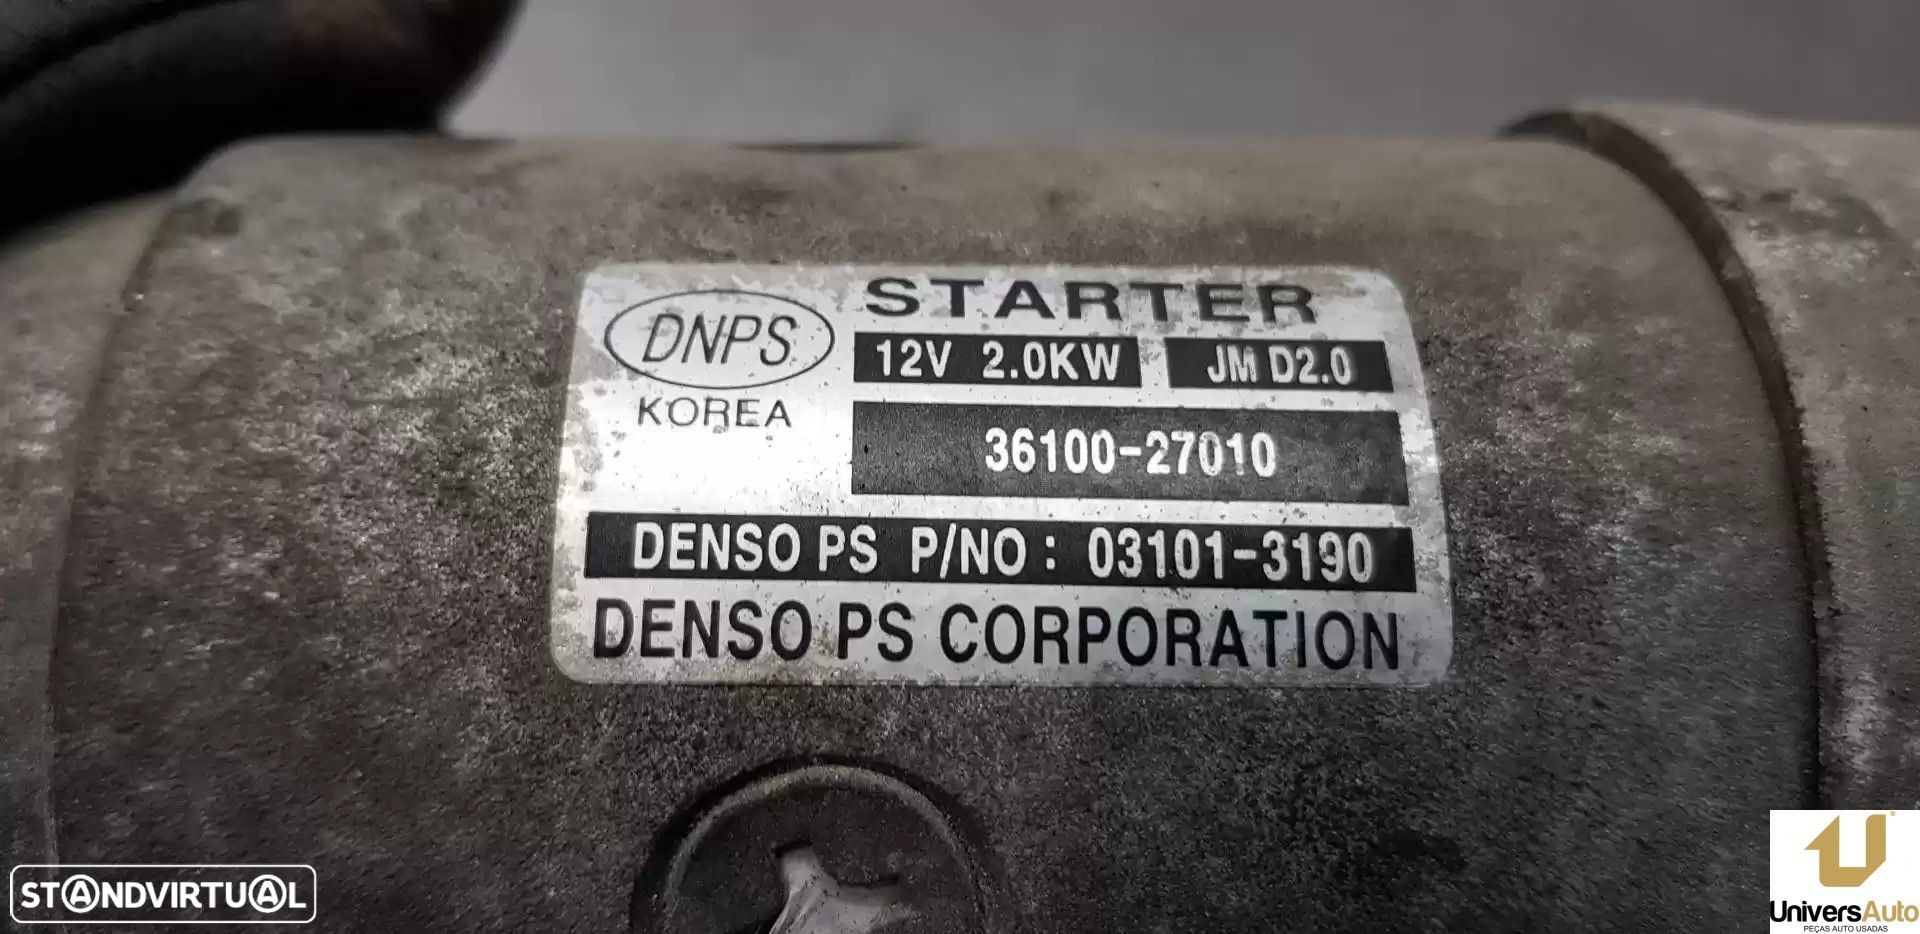 DNPS
KOREA
STARTER
12V 2.0KW JM D2.0
36100-27010
DENSO PS P/NO: 03101-3190
DENSO PS CORPORATION
STANDVIRTUAL
UniversAuto
PEÇAS AUTO USADAS